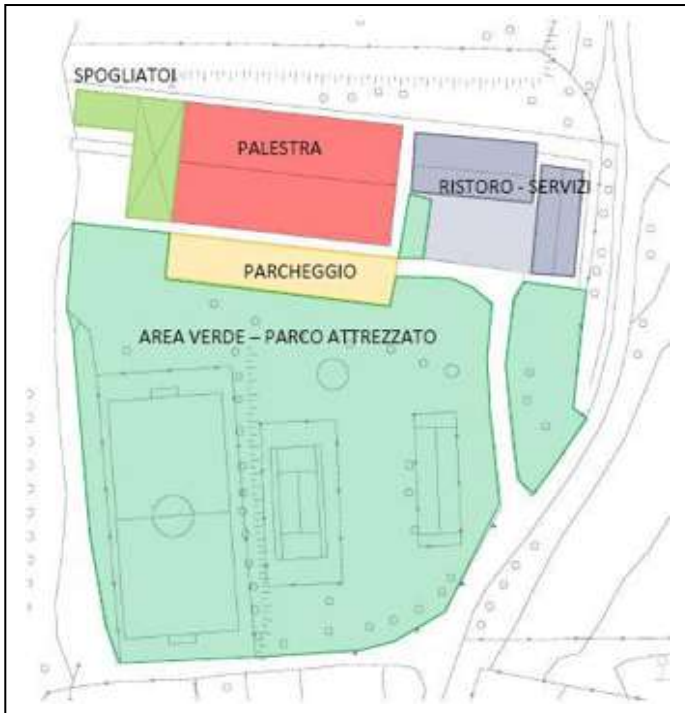 SPOGLIATOI
PALESTRA
RISTORO - SERVIZI
PARCHEGGIO
AREA VERDE – PARCO ATTREZZATO